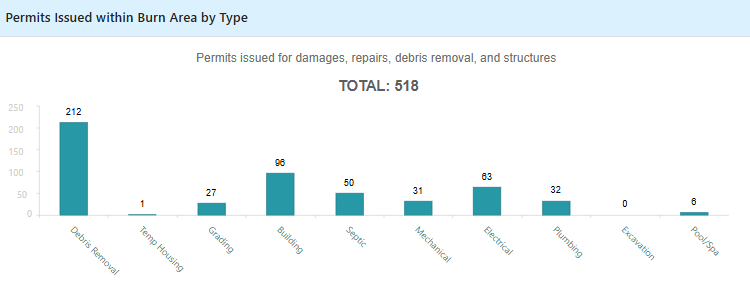 Permits Issued within Burn Area by Type
Permits issued for damages, repairs, debris removal, and structures
TOTAL: 518
250
200
150
100
50
0
212
1
27
96
50
31
63
32
0
6
Debris Removal
Temp Housing
Grading
Building
Septic
Mechanical
Electrical
Plumbing
Excavation
Pool/Spa